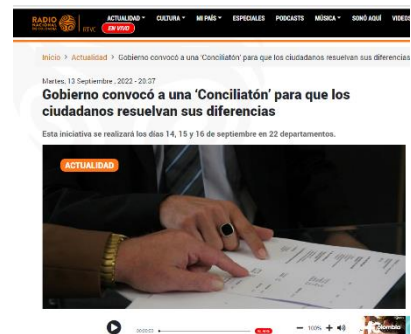 RADIO NACIONAL
RTVC
ACTUALIDAD
CULTURA
MI PAÍS
ESPECIALES
PODCASTS
MÚSICA
SONÓ AQUÍ
VIDEOS
EN VIVO
Inicio > Actualidad > Gobierno convocó a una 'Conciliatón' para que los ciudadanos resuelvan sus diferencias
Martes, 13 Septiembre , 2022 - 20:37
Gobierno convocó a una 'Conciliatón' para que los
ciudadanos resuelvan sus diferencias
Esta iniciativa se realizará los días 14, 15 y 16 de septiembre en 22 departamentos.
ACTUALIDAD
100%